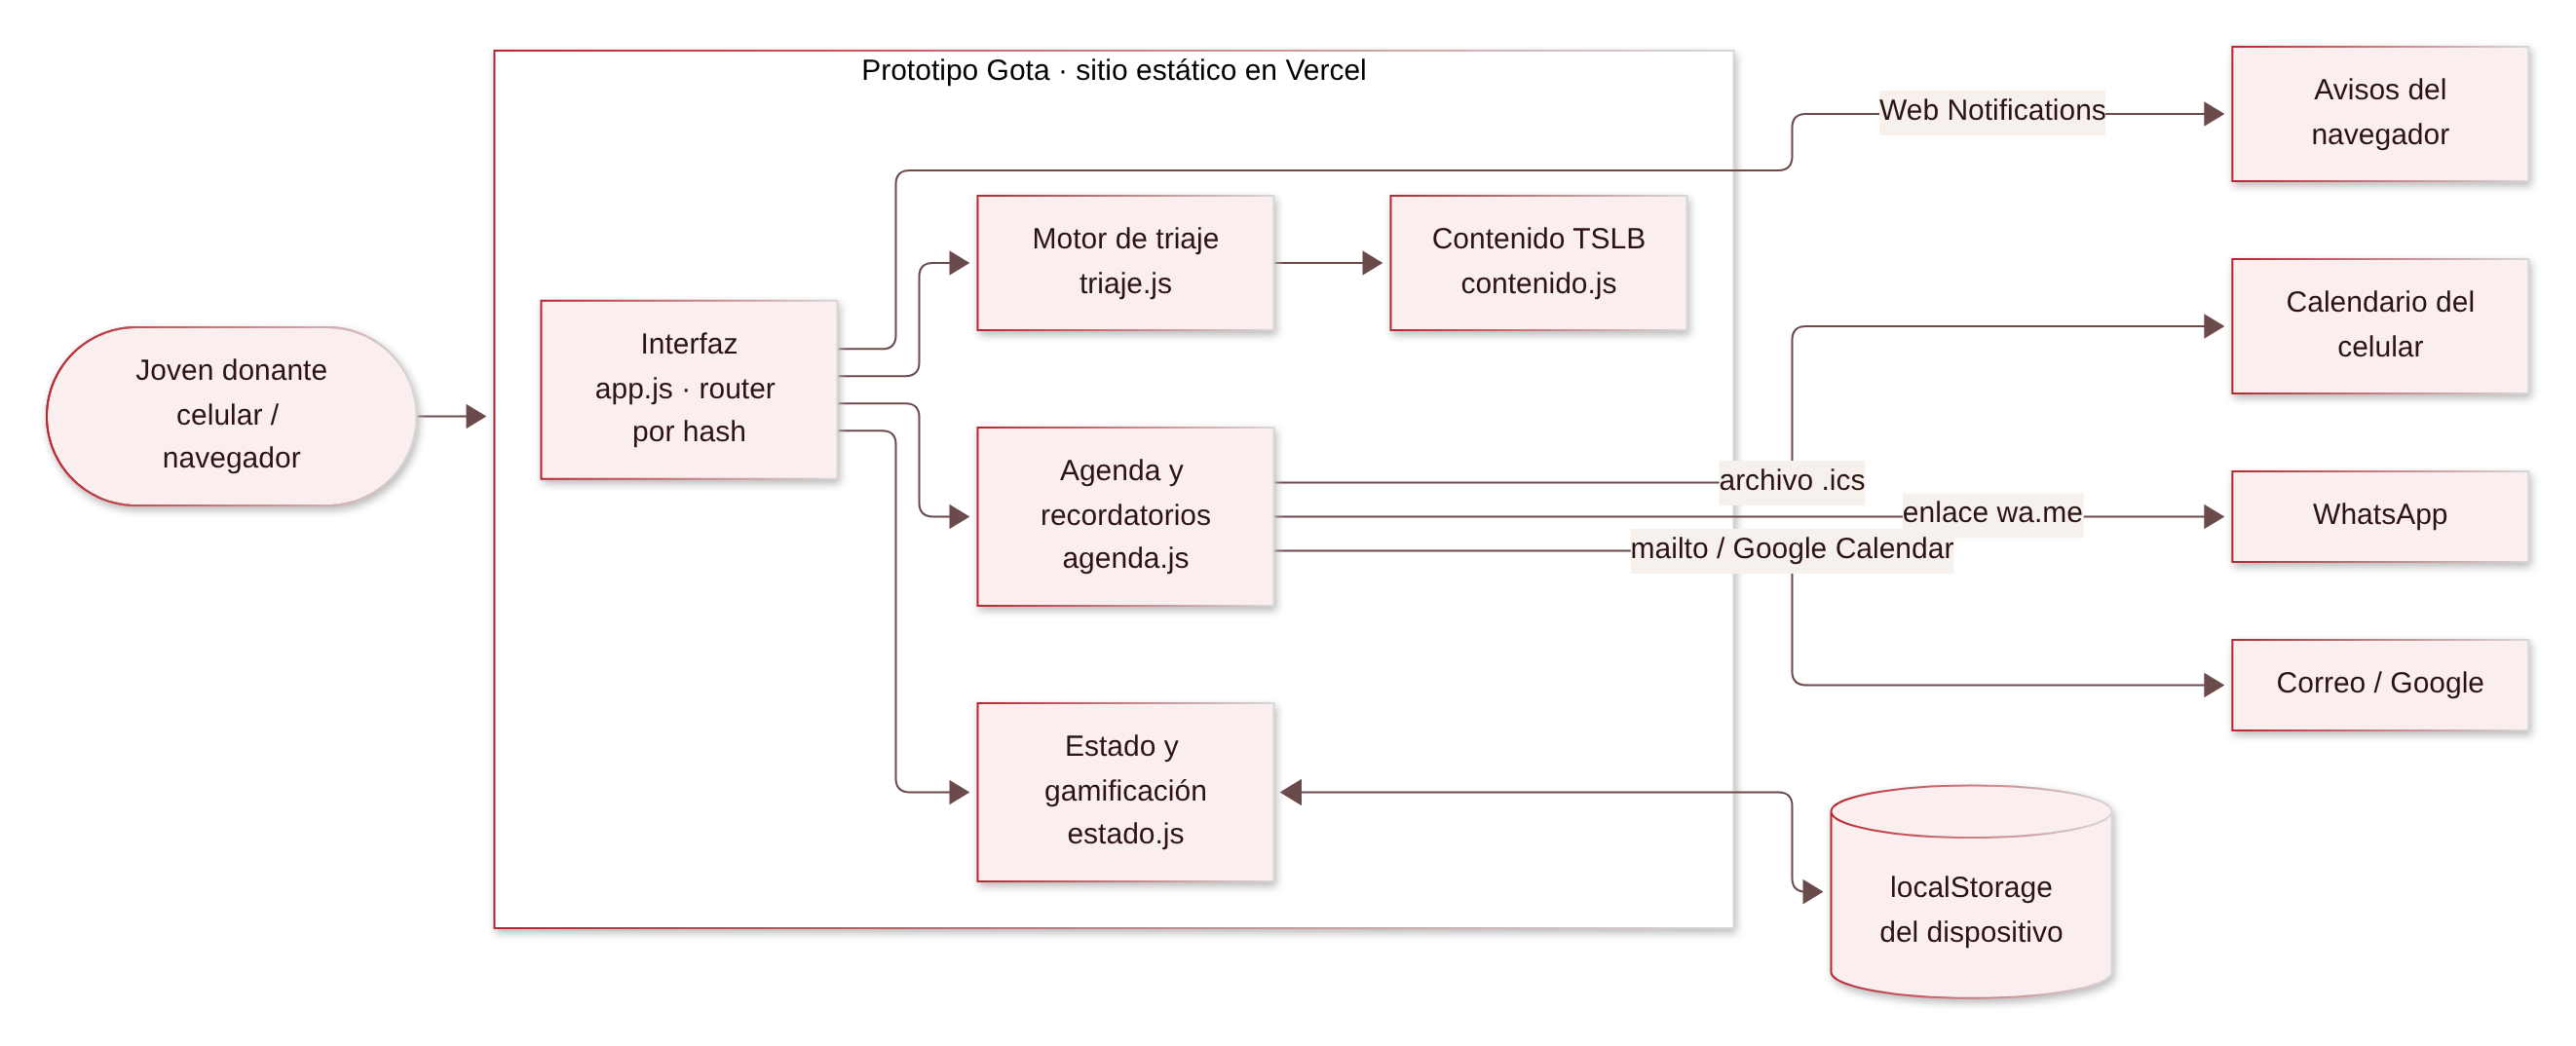 Prototipo Gota · sitio estático en Vercel
Joven donante
celular /
navegador
Interfaz
app.js · router
por hash
Motor de triaje
triaje.js
Contenido TSLB
contenido.js
Agenda y
recordatorios
agenda.js
Estado y
gamificación
estado.js
Web Notifications
archivo .ics
enlace wa.me
mailto / Google Calendar
Avisos del
navegador
Calendario del
celular
WhatsApp
Correo / Google
localStorage
del dispositivo